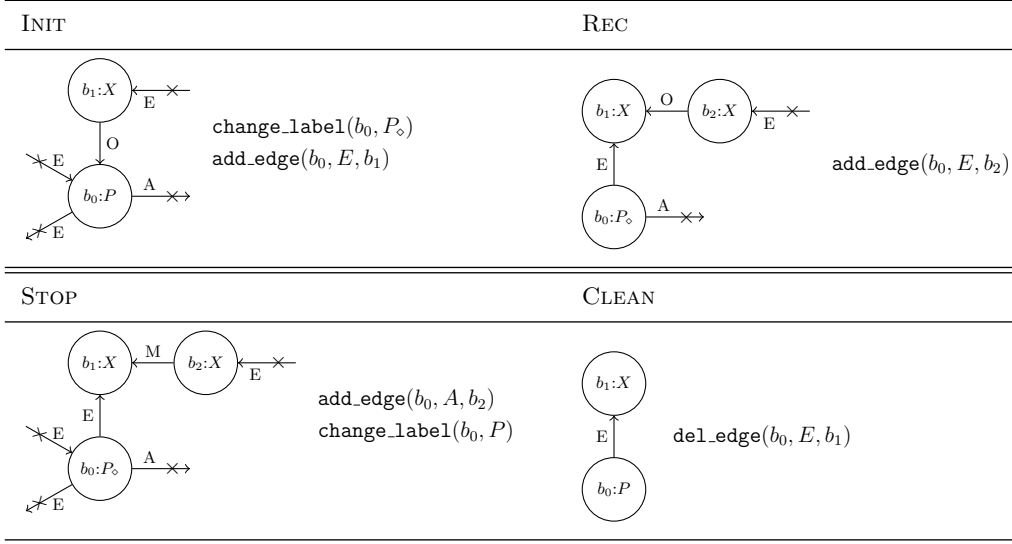 INIT REC
b₁:X
E
O
E
b₀:P
A
E
change_label(b₀, P⋄)
add_edge(b₀, E, b₁)
b₁:X
O
b₂:X
E
E
b₀:P⋄
A
add_edge(b₀, E, b₂)
STOP CLEAN
b₁:X
M
b₂:X
E
E
E
b₀:P⋄
A
E
add_edge(b₀, A, b₂)
change_label(b₀, P)
b₁:X
E
b₀:P
del_edge(b₀, E, b₁)